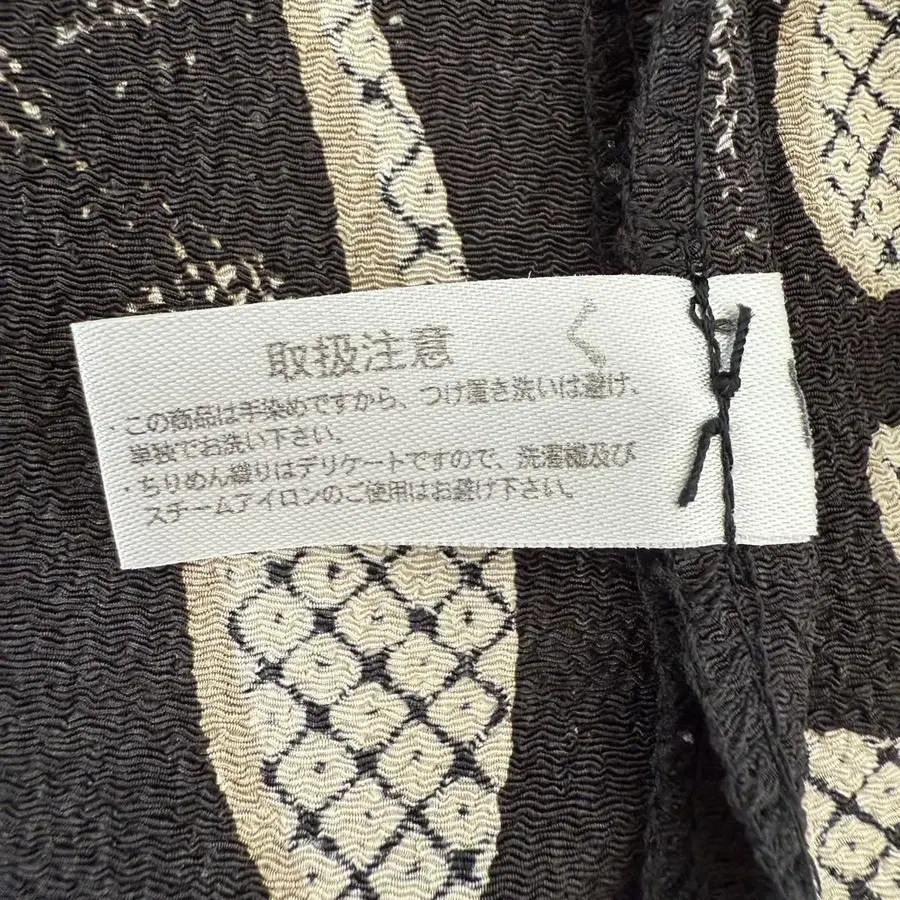 取扱注意
・この商品は手染めですから、つけ置き洗いは避け、
単独でお洗い下さい。
・ちりめん織りはデリケートですので、洗濯機及び
スチームアイロンのご使用はお避け下さい。